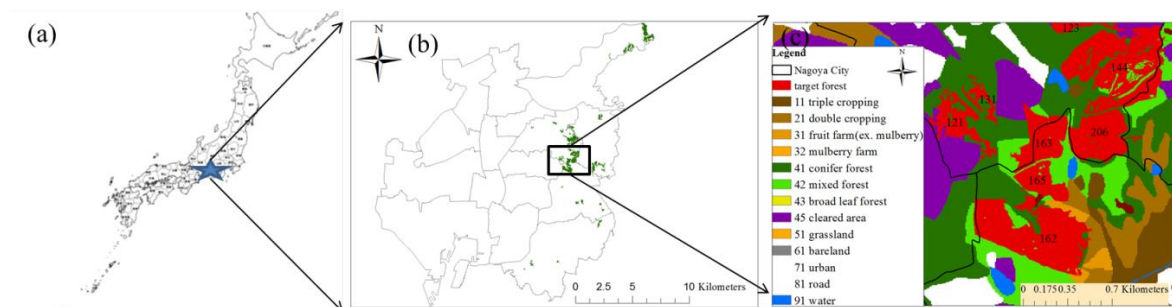 (a)
N
(b)
0 2.5 5 10 Kilometers
(c)
Legend
N
Nagoya City
target forest
11 triple cropping
21 double cropping
31 fruit farm(ex. mulberry)
32 mulberry farm
41 conifer forest
42 mixed forest
43 broad leaf forest
45 cleared area
51 grassland
61 bareland
71 urban
81 road
91 water
123
144
131
121
206
163
165
162
0 0.175 0.35 0.7 Kilometers